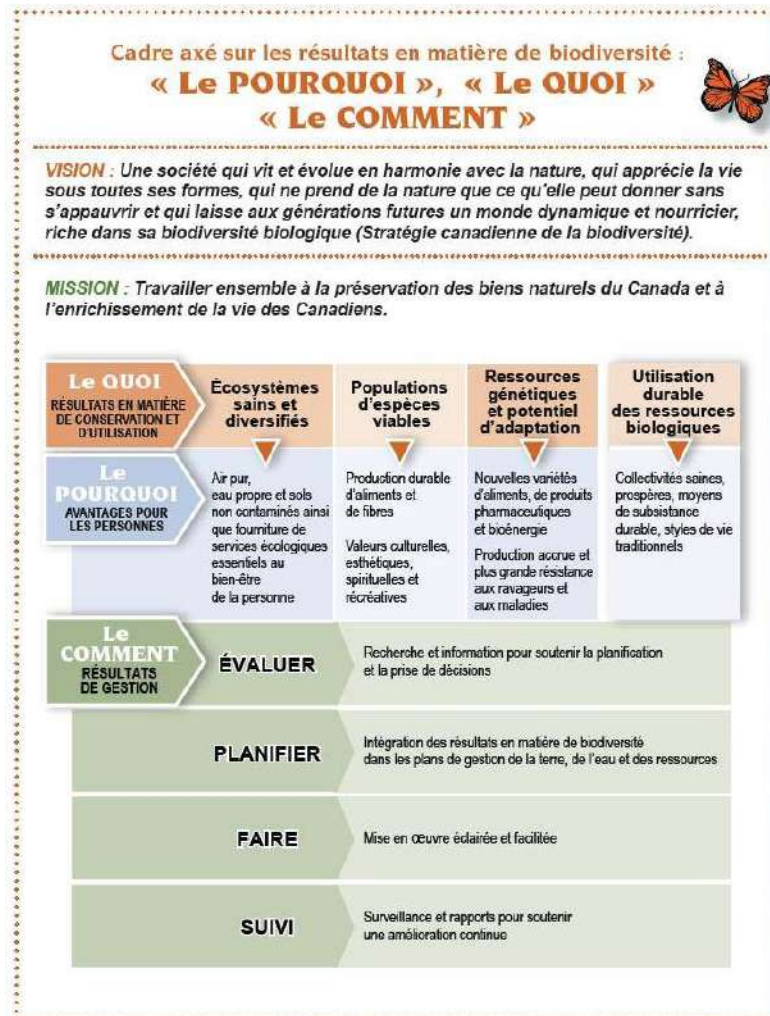 Cadre axé sur les résultats en matière de biodiversité :
« Le POURQUOI », « Le QUOI »
« Le COMMENT »
VISION : Une société qui vit et évolue en harmonie avec la nature, qui apprécie la vie
sous toutes ses formes, qui ne prend de la nature que ce qu'elle peut donner sans
s'appauvrir et qui laisse aux générations futures un monde dynamique et nourricier,
riche dans sa biodiversité biologique (Stratégie canadienne de la biodiversité).
MISSION : Travailler ensemble à la préservation des biens naturels du Canada et à
l'enrichissement de la vie des Canadiens.
Le QUOI
RÉSULTATS EN MATIÈRE
DE CONSERVATION ET
D'UTILISATION
Écosystèmes
sains et
diversifiés
Populations
d'espèces
viables
Ressources
génétiques
et potentiel
d'adaptation
Utilisation
durable
des ressources
biologiques
Le
POURQUOI
AVANTAGES POUR
LES PERSONNES
Air pur,
eau propre et sols
non contaminés ainsi
que fourniture de
services écologiques
essentiels au
bien-être
de la personne
Production durable
d'aliments et
de fibres
Valeurs culturelles,
esthétiques,
spirituelles et
récréatives
Nouvelles variétés
d'aliments, de produits
pharmaceutiques
et bioénergie
Production accrue et
plus grande résistance
aux ravageurs et
aux maladies
Collectivités saines,
prospères, moyens
de subsistance
durable, styles de vie
traditionnels
Le
COMMENT
RÉSULTATS
DE GESTION
ÉVALUER
Recherche et information pour soutenir la planification
et la prise de décisions
PLANIFIER
Intégration des résultats en matière de biodiversité
dans les plans de gestion de la terre, de l'eau et des ressources
FAIRE
Mise en œuvre éclairée et facilitée
SUIVI
Surveillance et rapports pour soutenir
une amélioration continue